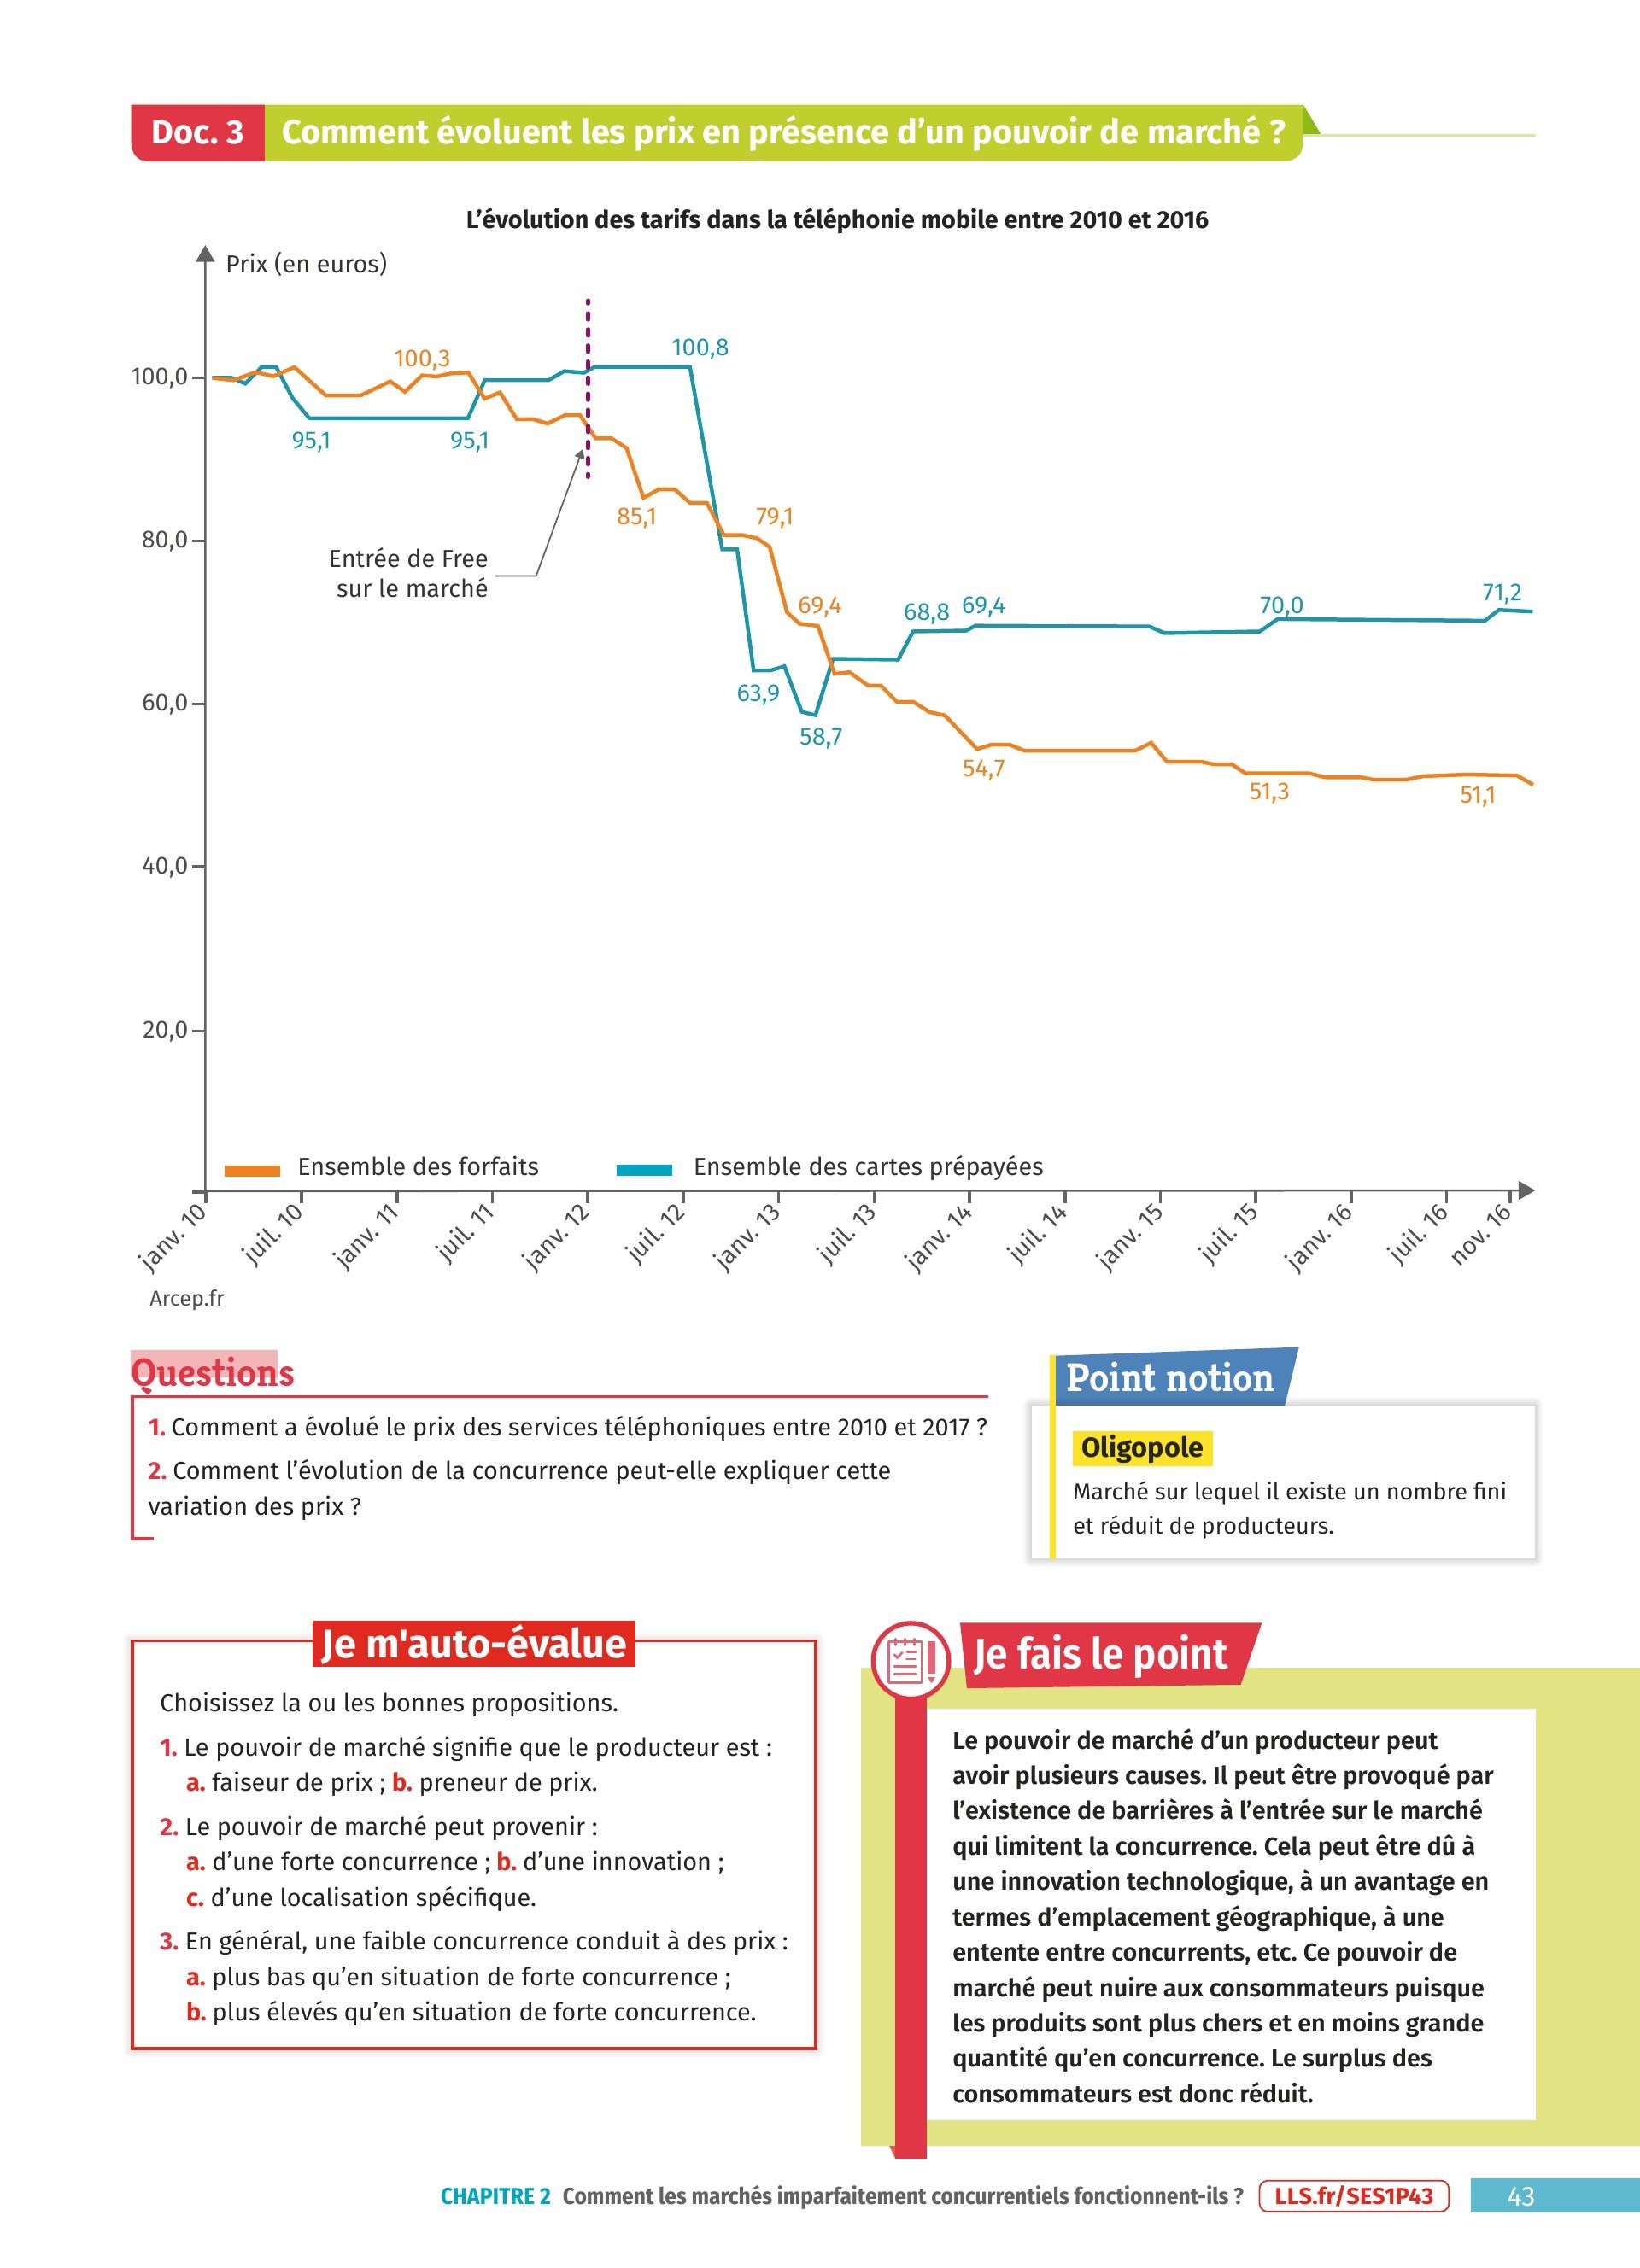 Doc. 3 Comment évoluent les prix en présence d’un pouvoir de marché ?
L’évolution des tarifs dans la téléphonie mobile entre 2010 et 2016
Prix (en euros)
100,0
80,0
60,0
40,0
20,0
100,3
100,8
95,1
95,1
85,1
79,1
69,4
63,9
58,7
68,8
69,4
70,0
71,2
54,7
51,3
51,1
Entrée de Free
sur le marché
Ensemble des forfaits
Ensemble des cartes prépayées
janv. 10
juil. 10
janv. 11
juil. 11
janv. 12
juil. 12
janv. 13
juil. 13
janv. 14
juil. 14
janv. 15
juil. 15
janv. 16
juil. 16
nov. 16
Arcep.fr
Questions
1. Comment a évolué le prix des services téléphoniques entre 2010 et 2017 ?
2. Comment l’évolution de la concurrence peut-elle expliquer cette
variation des prix ?
Point notion
Oligopole
Marché sur lequel il existe un nombre fini
et réduit de producteurs.
Je m'auto-évalue
Choisissez la ou les bonnes propositions.
1. Le pouvoir de marché signifie que le producteur est :
a. faiseur de prix ; b. preneur de prix.
2. Le pouvoir de marché peut provenir :
a. d’une forte concurrence ; b. d’une innovation ;
c. d’une localisation spécifique.
3. En général, une faible concurrence conduit à des prix :
a. plus bas qu’en situation de forte concurrence ;
b. plus élevés qu’en situation de forte concurrence.
Je fais le point
Le pouvoir de marché d’un producteur peut
avoir plusieurs causes. Il peut être provoqué par
l’existence de barrières à l’entrée sur le marché
qui limitent la concurrence. Cela peut être dû à
une innovation technologique, à un avantage en
termes d’emplacement géographique, à une
entente entre concurrents, etc. Ce pouvoir de
marché peut nuire aux consommateurs puisque
les produits sont plus chers et en moins grande
quantité qu’en concurrence. Le surplus des
consommateurs est donc réduit.
CHAPITRE 2 Comment les marchés imparfaitement concurrentiels fonctionnent-ils ? LLS.fr/SES1P43 43